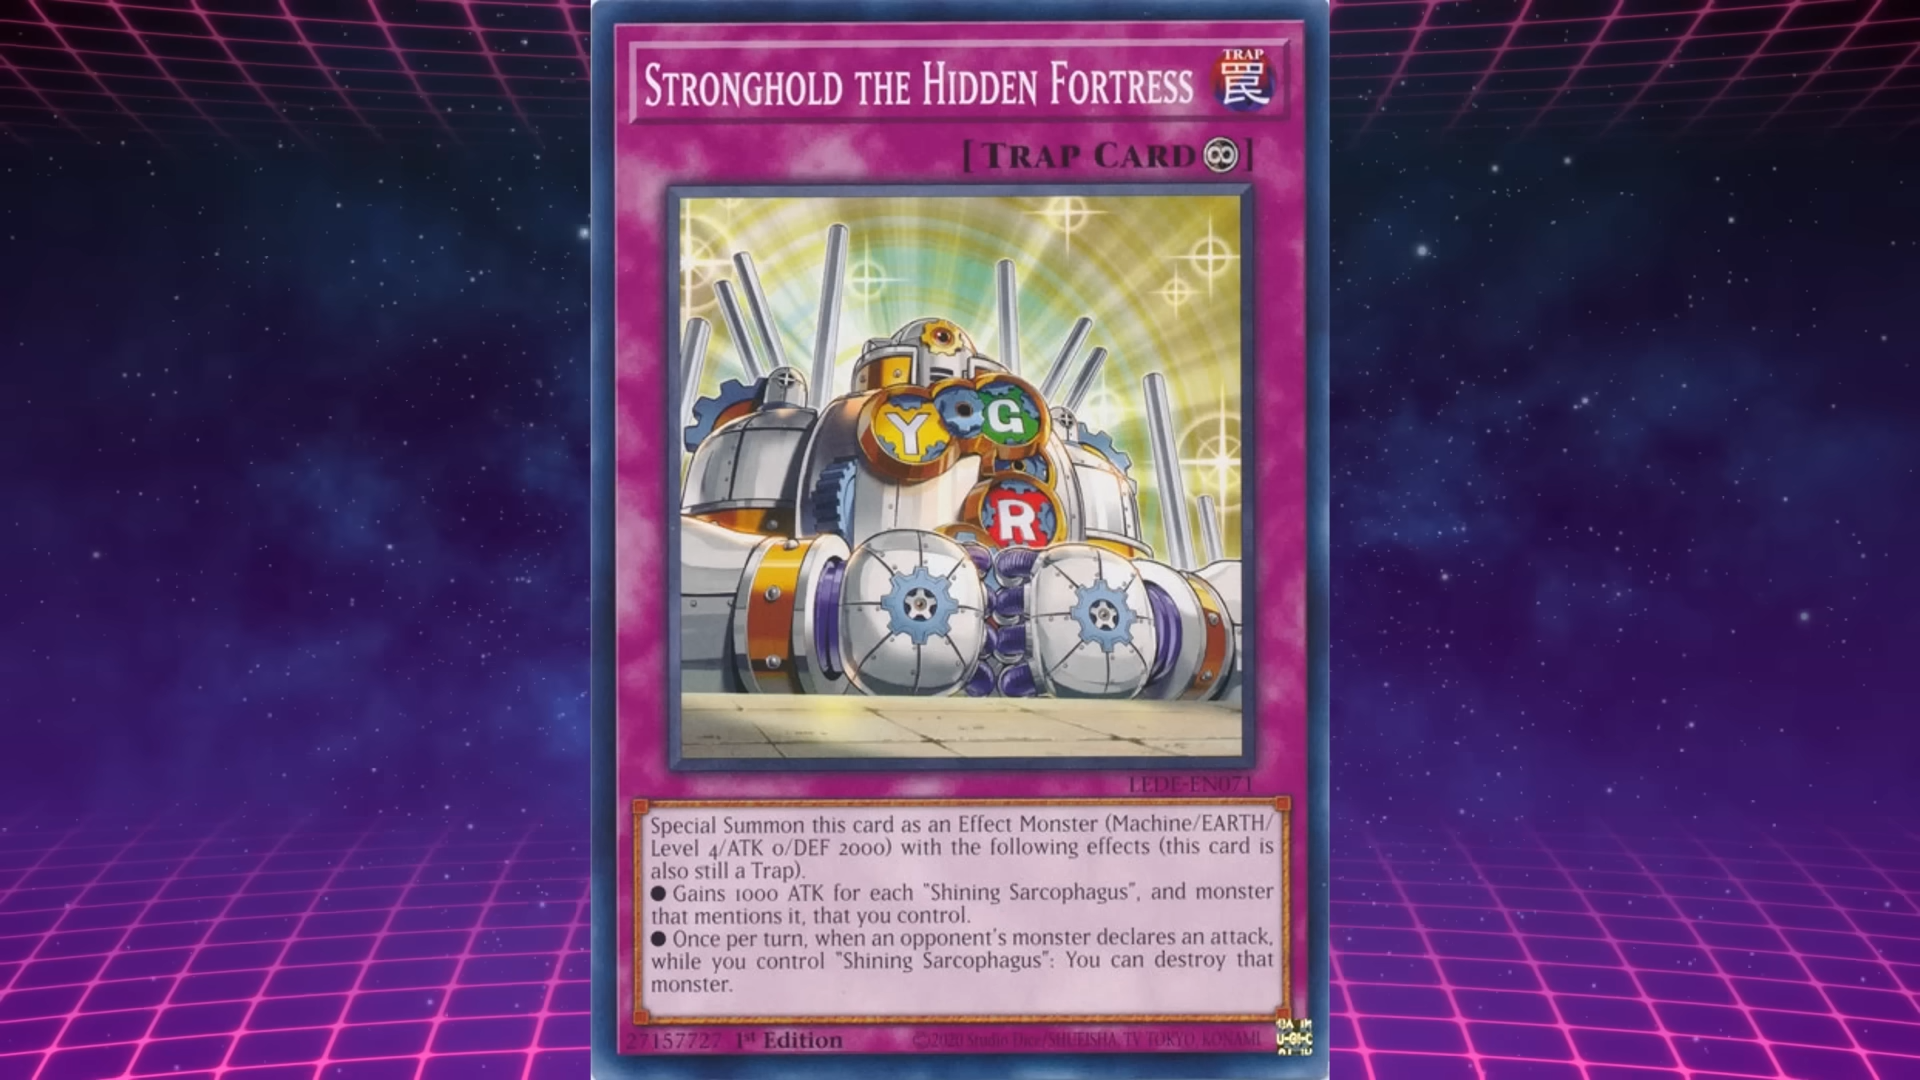 STRONGHOLD THE HIDDEN FORTRESS
TRAP
罠
[TRAP CARD]
Y G
R
LEDE-EN071
Special Summon this card as an Effect Monster (Machine/EARTH/
Level 4/ATK 0/DEF 2000) with the following effects (this card is
also still a Trap).
● Gains 1000 ATK for each "Shining Sarcophagus", and monster
that mentions it, that you control.
● Once per turn, when an opponent's monster declares an attack,
while you control "Shining Sarcophagus": You can destroy that
monster.
27157727 1st Edition ©2020 Studio Dice/SHUEISHA, TV TOKYO, KONAMI